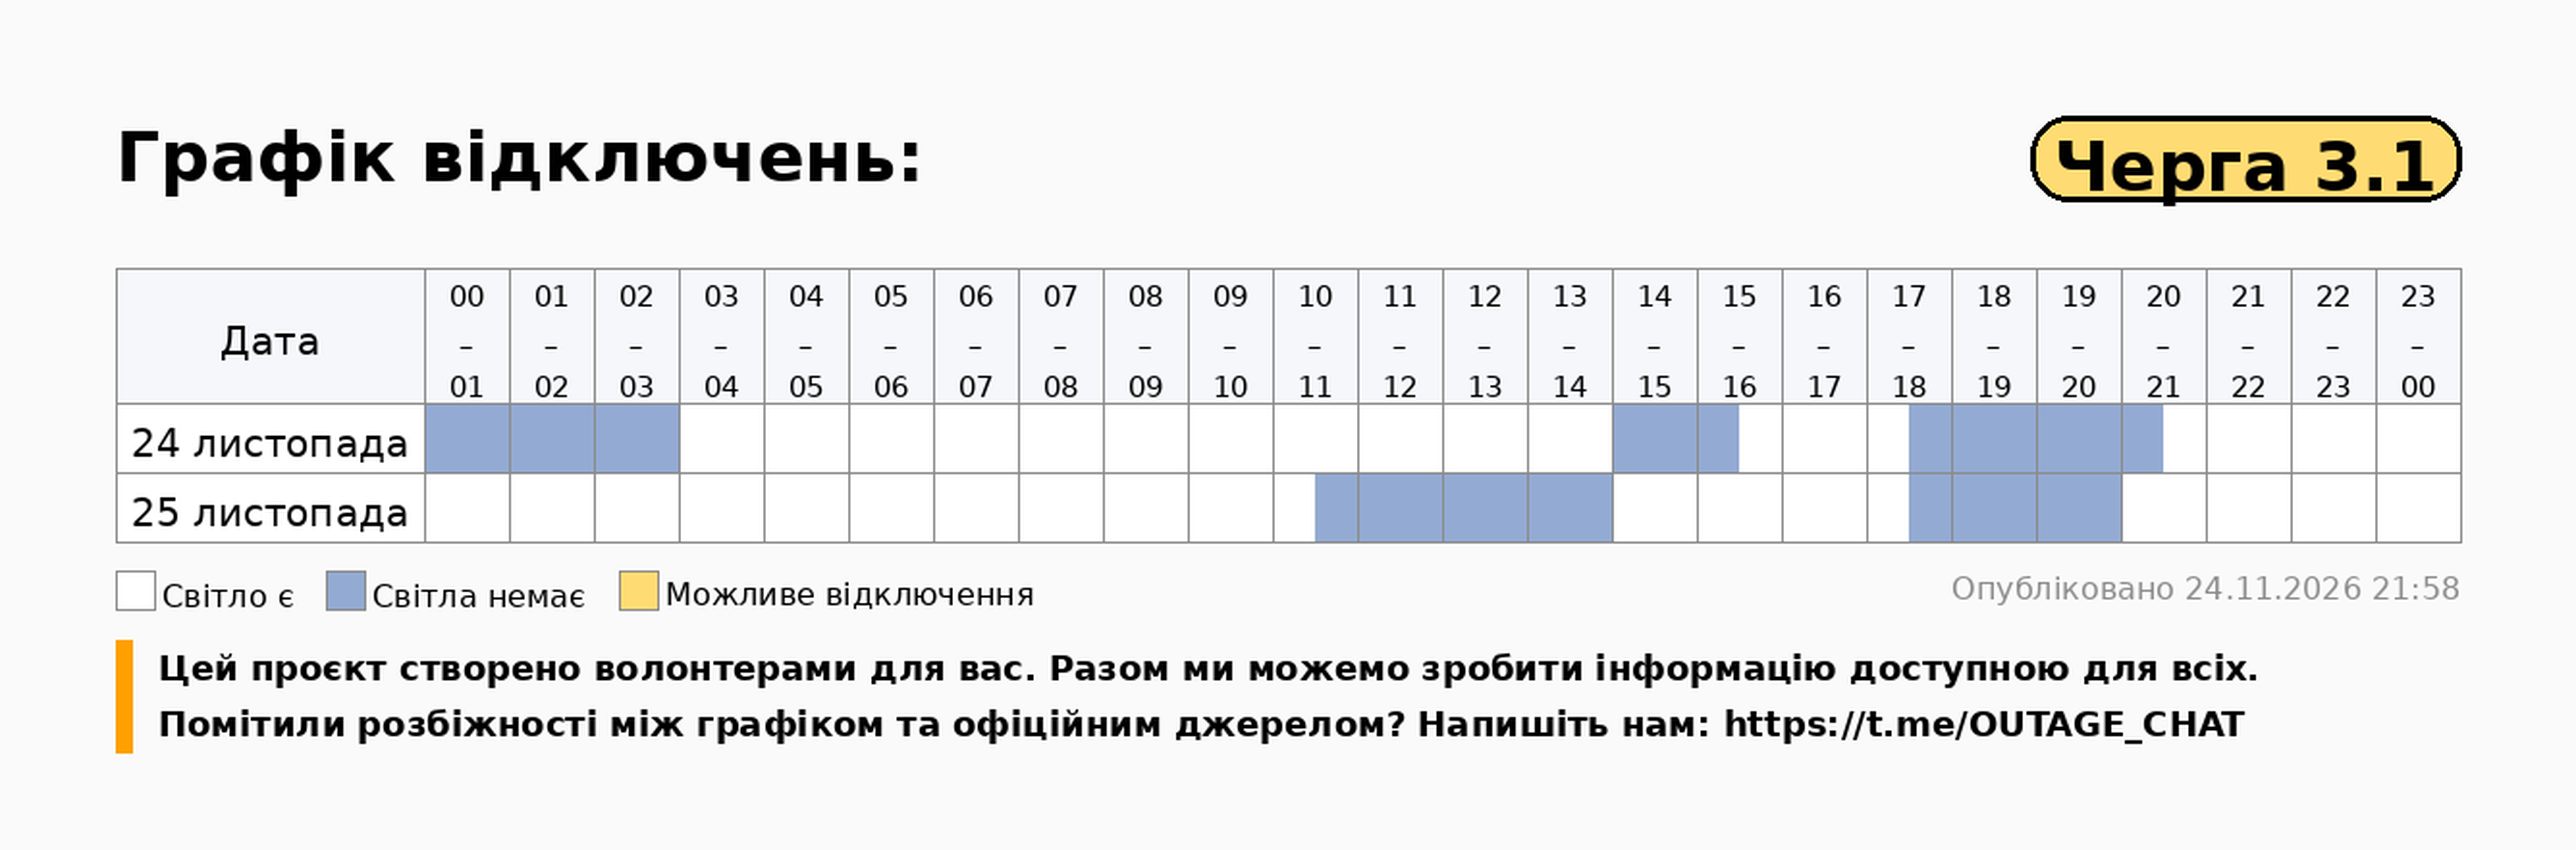 Графік відключень:
Черга 3.1
Дата
00 – 01
01 – 02
02 – 03
03 – 04
04 – 05
05 – 06
06 – 07
07 – 08
08 – 09
09 – 10
10 – 11
11 – 12
12 – 13
13 – 14
14 – 15
15 – 16
16 – 17
17 – 18
18 – 19
19 – 20
20 – 21
21 – 22
22 – 23
23 – 00
24 листопада
25 листопада
Світло є
Світла немає
Можливе відключення
Опубліковано 24.11.2026 21:58
Цей проєкт створено волонтерами для вас. Разом ми можемо зробити інформацію доступною для всіх.
Помітили розбіжності між графіком та офіційним джерелом? Напишіть нам: https://t.me/OUTAGE_CHAT